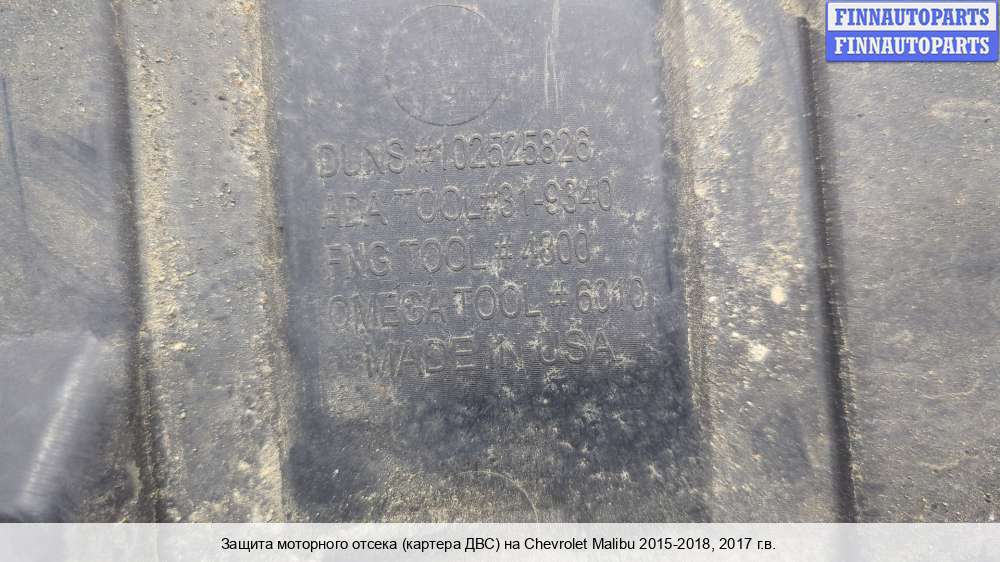 FINNAUTOPARTS
FINNAUTOPARTS
DUNS #102525826
ADA TOOL#31-9340
FNG TOOL # 4300
OMEGA TOOL # 6010
MADE IN USA
Защита моторного отсека (картера ДВС) на Chevrolet Malibu 2015-2018, 2017 г.в.